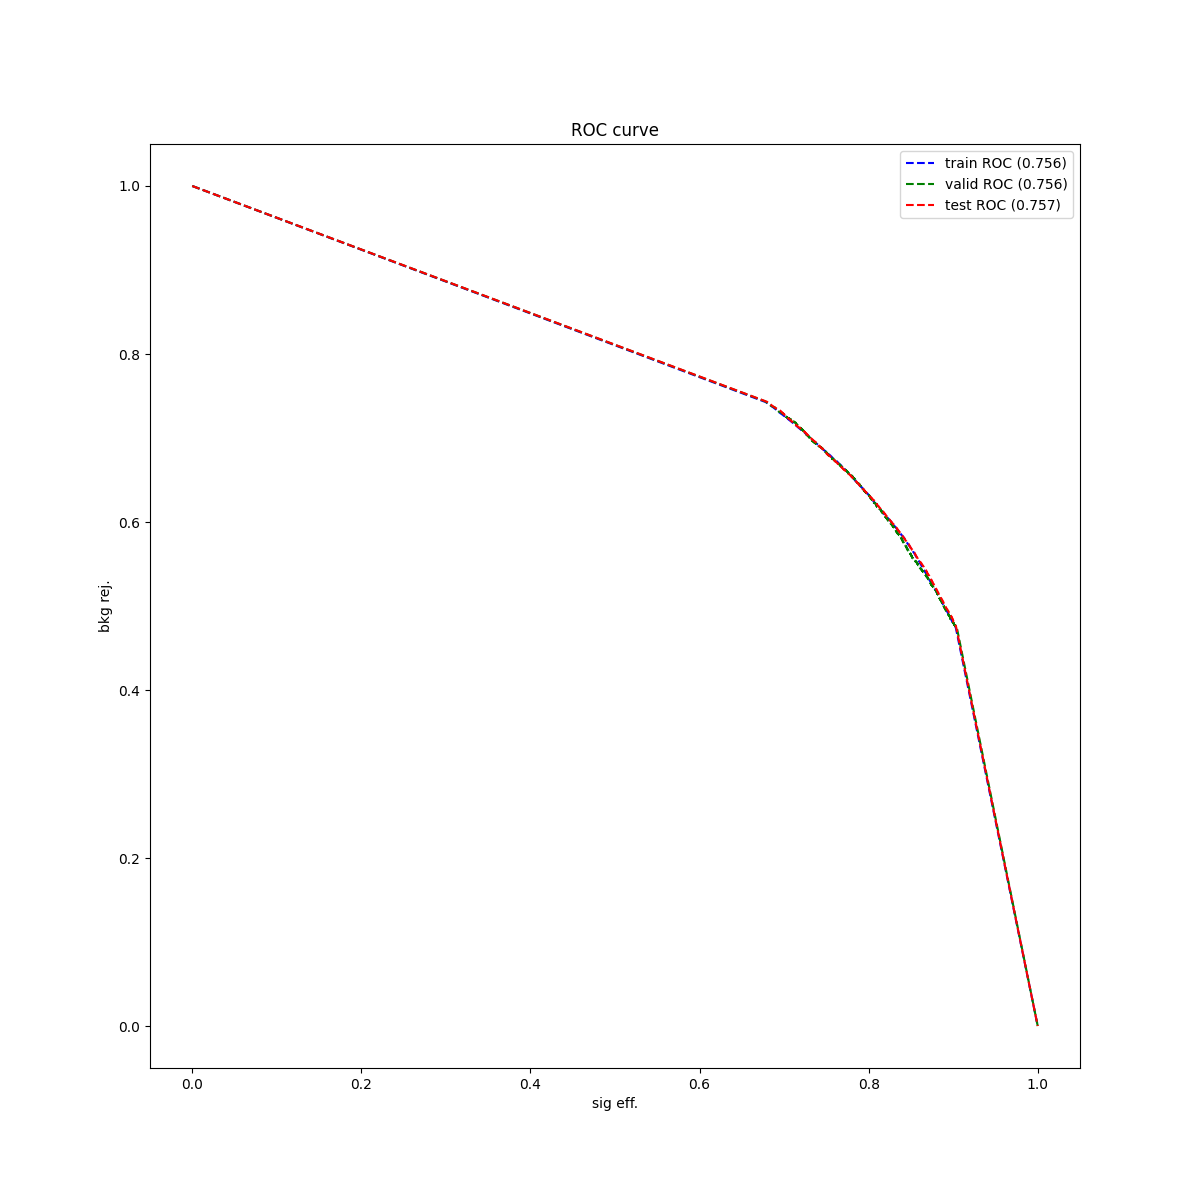 ROC curve
train ROC (0.756)
valid ROC (0.756)
test ROC (0.757)
1.0
0.8
0.6
0.4
0.2
0.0
bkg rej.
0.0 0.2 0.4 0.6 0.8 1.0
sig eff.